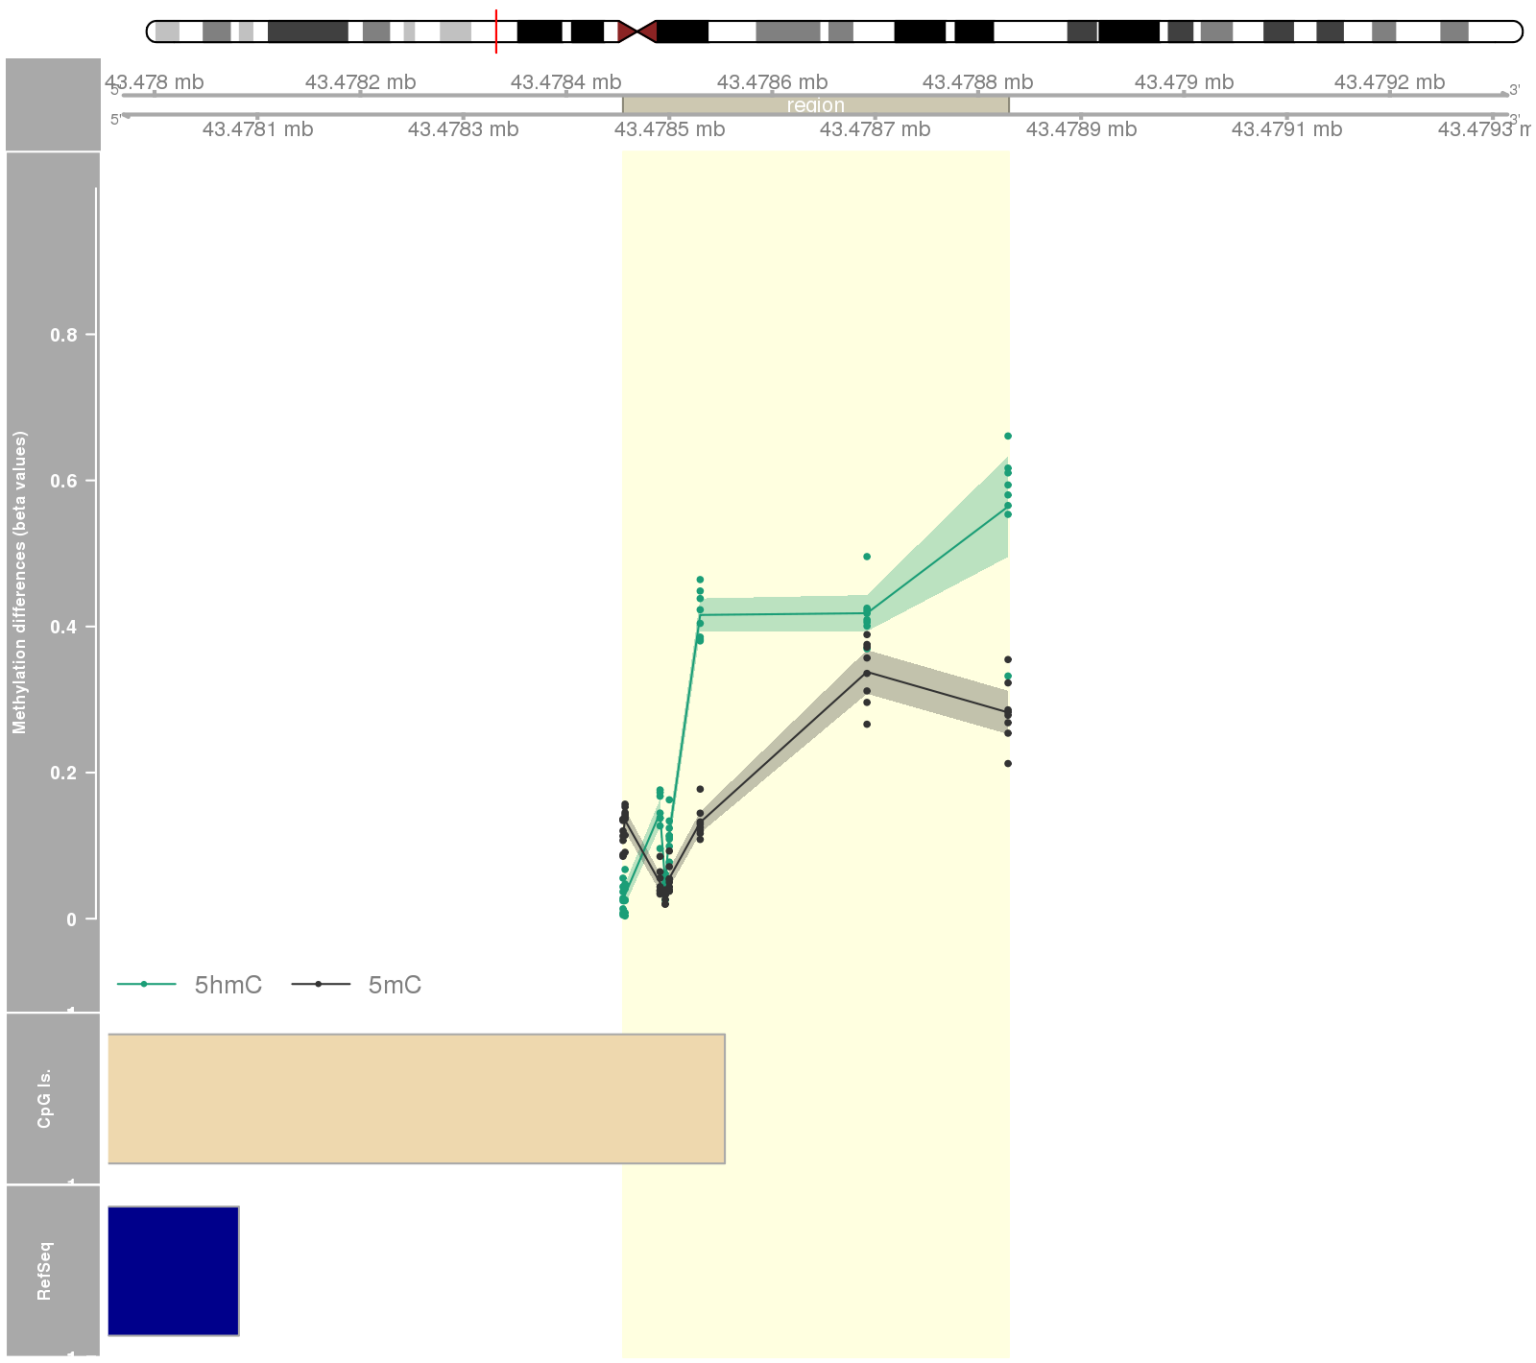 43.478 mb 43.4782 mb 43.4784 mb 43.4786 mb 43.4788 mb 43.479 mb 43.4792 mb
5' 3'
region
5' 3'
43.4781 mb 43.4783 mb 43.4785 mb 43.4787 mb 43.4789 mb 43.4791 mb 43.4793 m
Methylation differences (beta values)
0.8
0.6
0.4
0.2
0
5hmC 5mC
CpG Is.
RefSeq